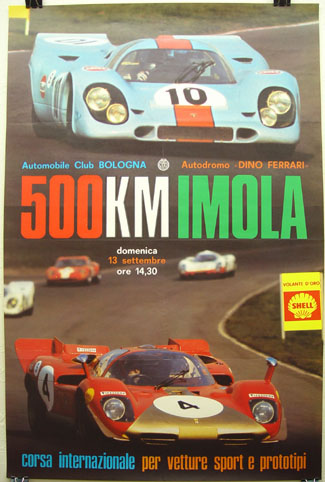 10
Automobile Club BOLOGNA Autodromo "DINO FERRARI"
500KM IMOLA
domenica
13 settembre
ore 14,30
VOLANTE D'ORO
SHELL
4
4
corsa internazionale per vetture sport e prototipi